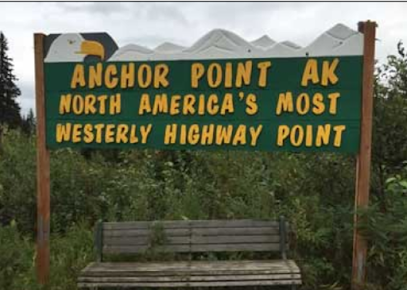 ANCHOR POINT AK
NORTH AMERICA'S MOST
WESTERLY HIGHWAY POINT